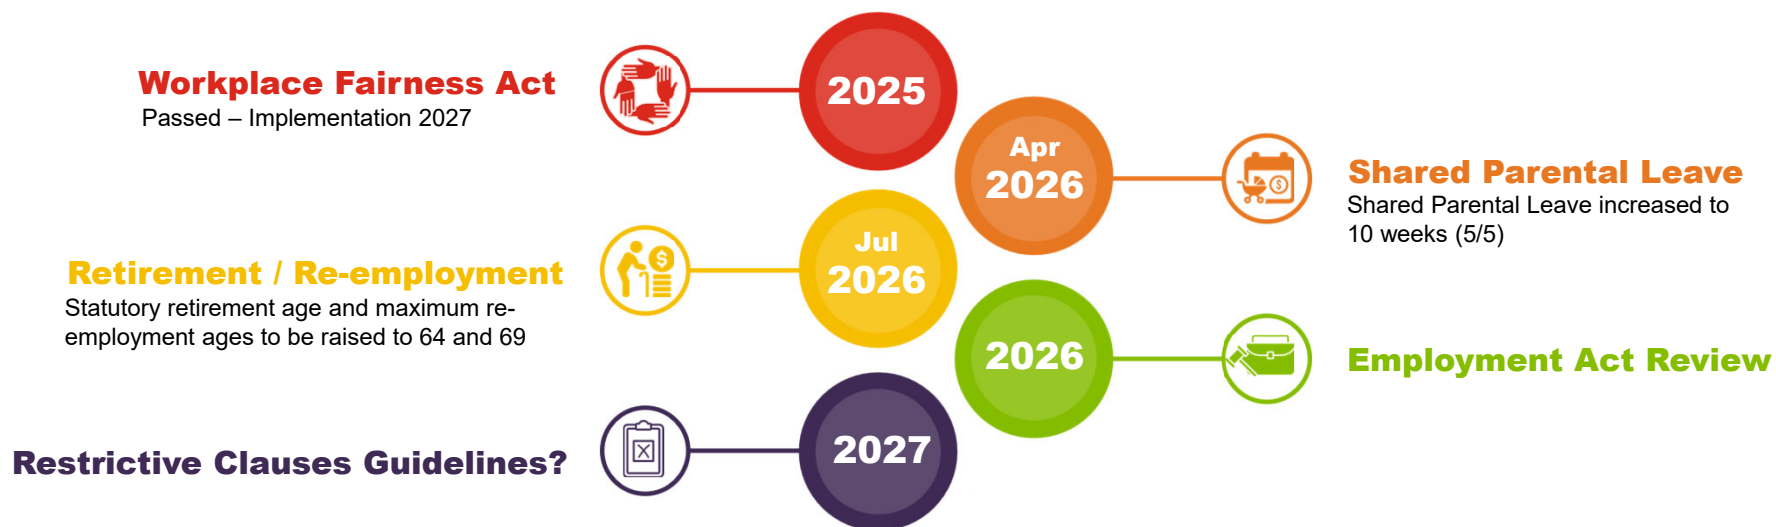 Workplace Fairness Act
Passed – Implementation 2027
2025
Apr
2026
Shared Parental Leave
Shared Parental Leave increased to
10 weeks (5/5)
Retirement / Re-employment
Statutory retirement age and maximum re-
employment ages to be raised to 64 and 69
Jul
2026
2026
Employment Act Review
Restrictive Clauses Guidelines?
2027